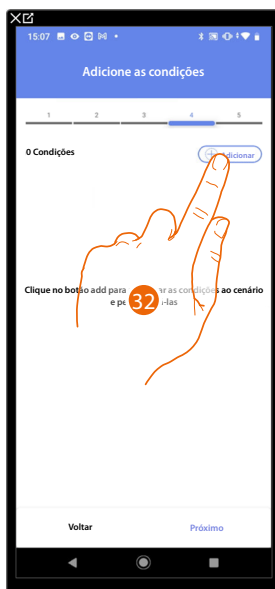 15:07
Adicione as condições
1 2 3 4 5
0 Condições
Adicionar
Clique no botão add para ar as condições ao cenário
e pe -las
32
Voltar Próximo